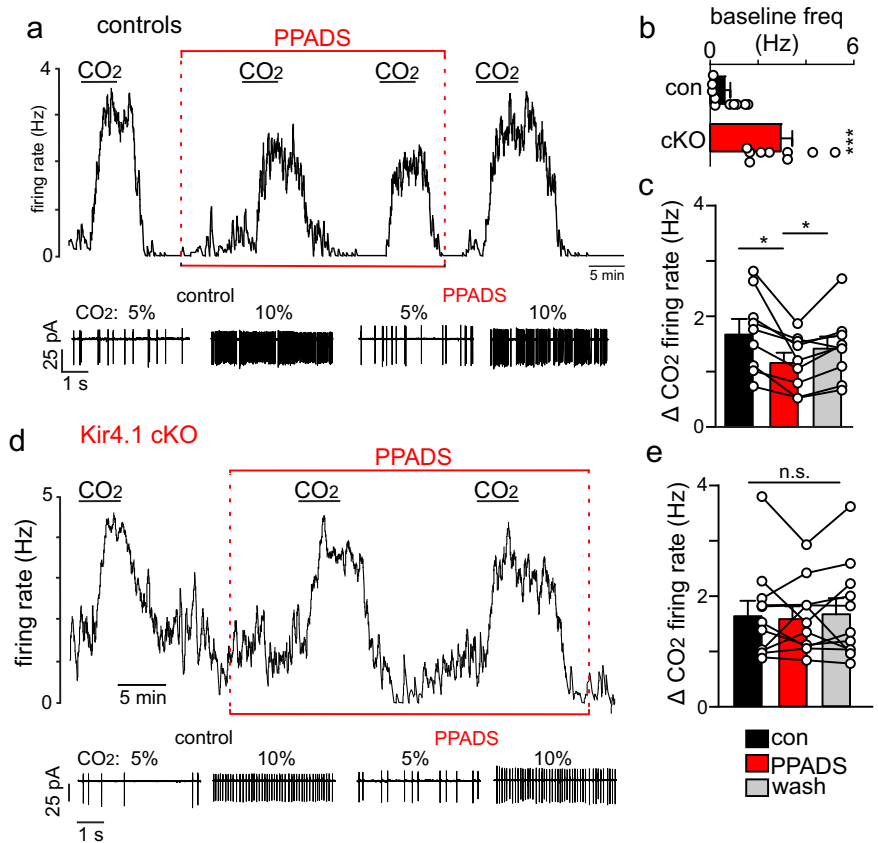 a
controls
PPADS
CO2
CO2
CO2
CO2
4
firing rate (Hz)
0
5 min
control
PPADS
CO2: 5%
10%
5%
10%
25 pA
1 s
b
baseline freq
(Hz)
0
6
con
cKO
***
c
4
2
0
Δ CO2 firing rate (Hz)
*
*
d
Kir4.1 cKO
PPADS
CO2
CO2
CO2
5
firing rate (Hz)
0
5 min
control
PPADS
CO2: 5%
10%
5%
10%
25 pA
1 s
e
n.s.
4
2
0
Δ CO2 firing rate (Hz)
con
PPADS
wash